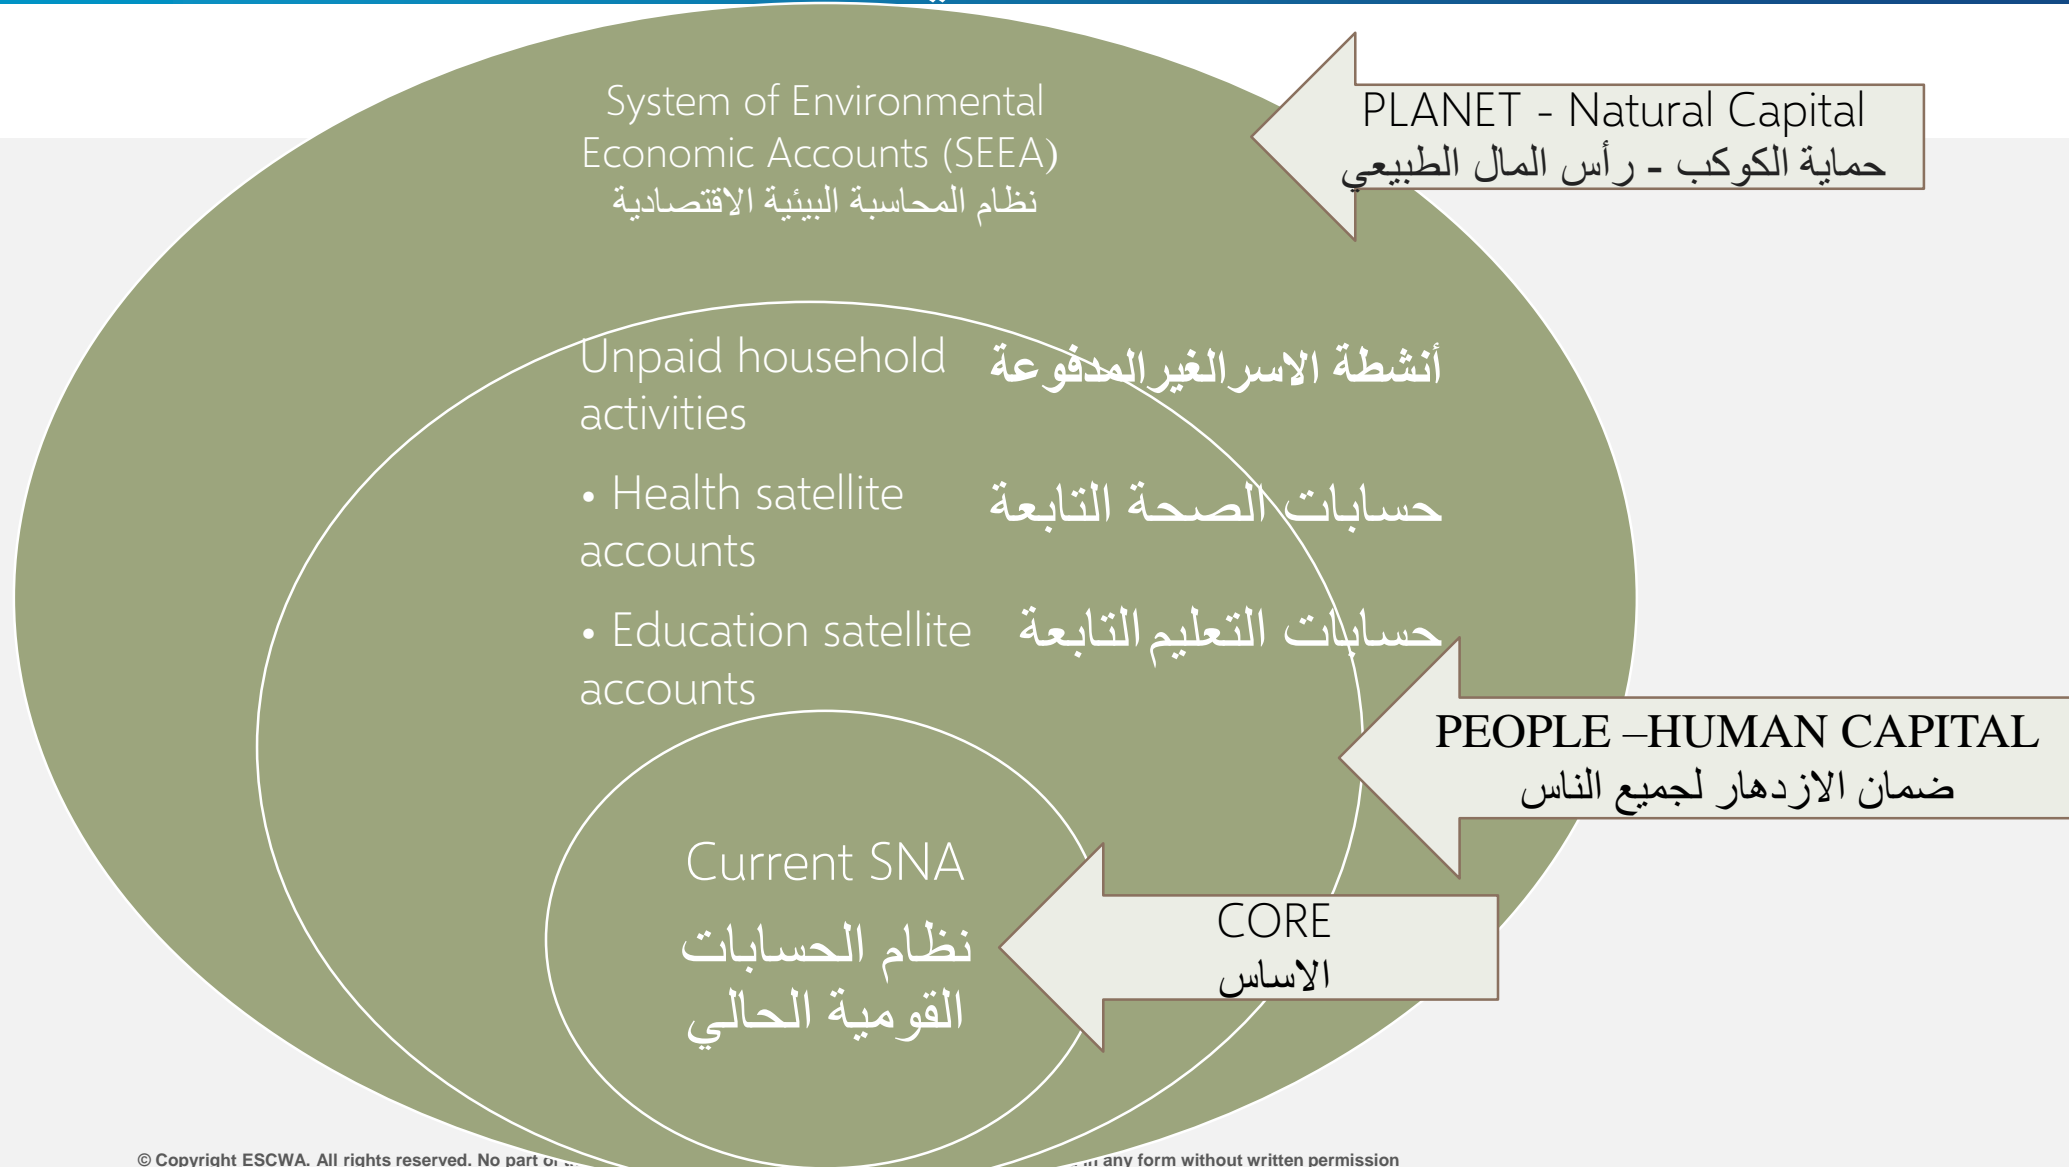 System of Environmental
Economic Accounts (SEEA)
نظام المحاسبة البيئية الاقتصادية
PLANET - Natural Capital
حماية الكوكب - رأس المال الطبيعي
Unpaid household
activities
أنشطة الاسرالغيرالمدفوعة
• Health satellite
accounts
حسابات الصحة التابعة
• Education satellite
accounts
حسابات التعليم التابعة
PEOPLE –HUMAN CAPITAL
ضمان الازدهار لجميع الناس
Current SNA
نظام الحسابات
القومية الحالي
CORE
الاساس
© Copyright ESCWA. All rights reserved. No part of in any form without written permission